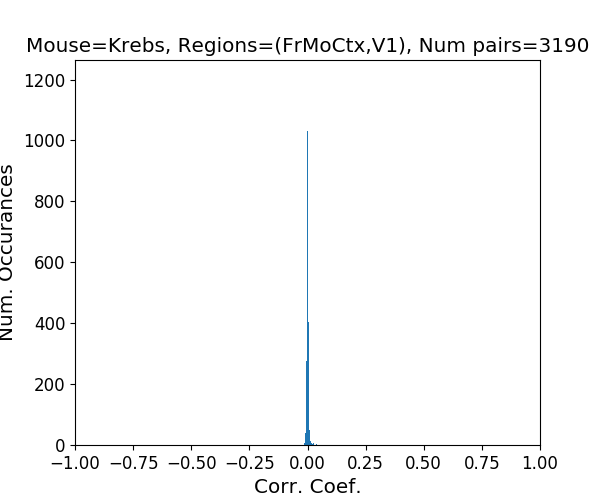 Mouse=Krebs, Regions=(FrMoCtx,V1), Num pairs=3190
1200
1000
800
600
400
200
0
Num. Occurances
−1.00 −0.75 −0.50 −0.25 0.00 0.25 0.50 0.75 1.00
Corr. Coef.